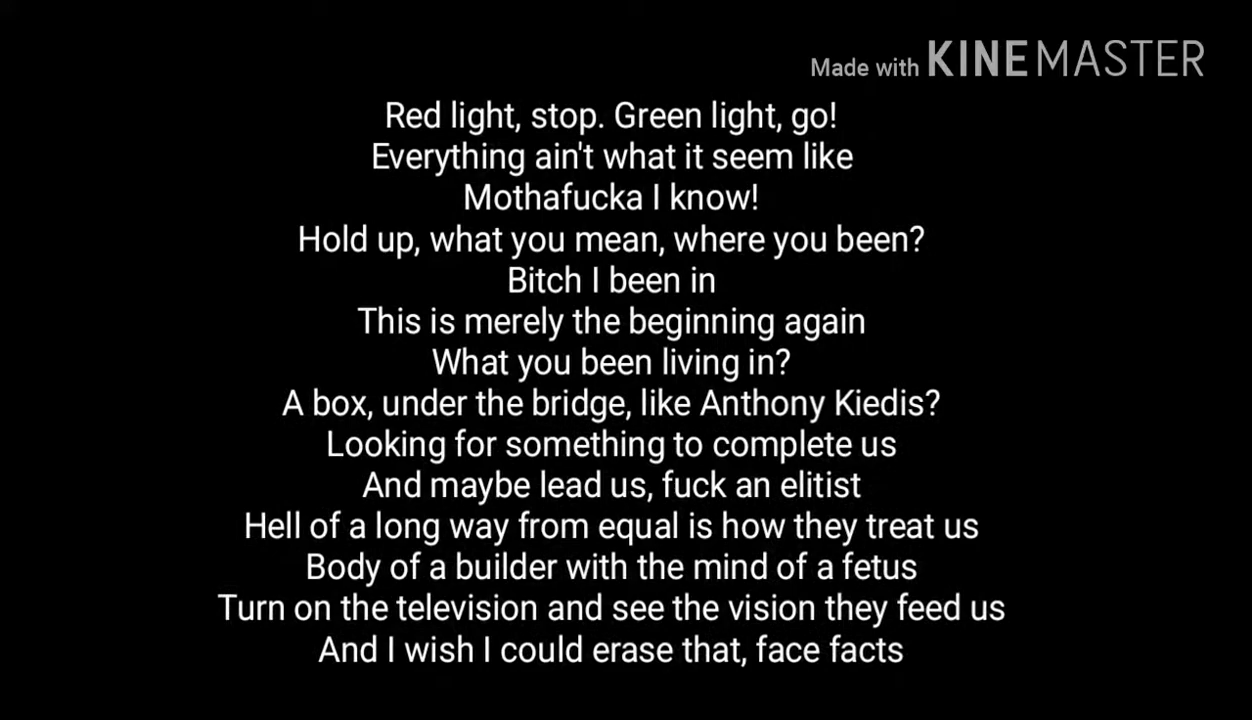 Made with KINEMASTER
Red light, stop. Green light, go!
Everything ain't what it seem like
Mothafucka I know!
Hold up, what you mean, where you been?
Bitch I been in
This is merely the beginning again
What you been living in?
A box, under the bridge, like Anthony Kiedis?
Looking for something to complete us
And maybe lead us, fuck an elitist
Hell of a long way from equal is how they treat us
Body of a builder with the mind of a fetus
Turn on the television and see the vision they feed us
And I wish I could erase that, face facts